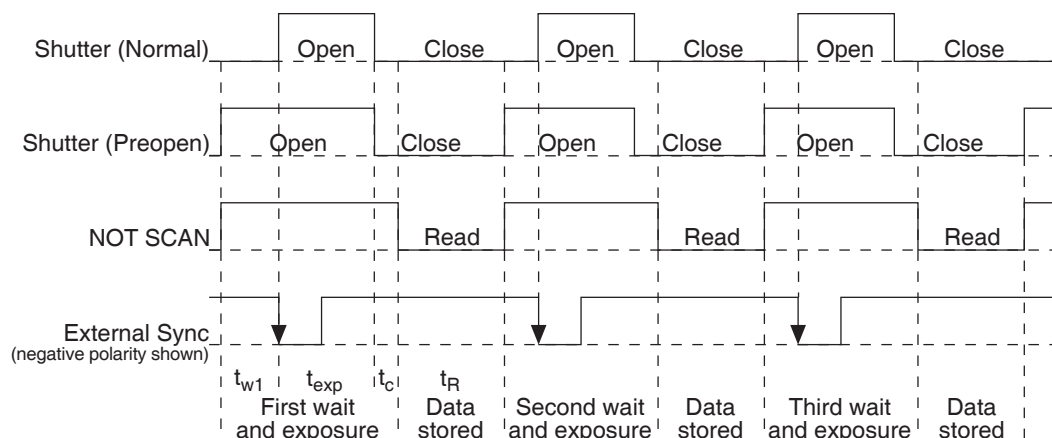 Shutter (Normal) Open Close Open Close Open Close
Shutter (Preopen) Open Close Open Close Open Close
NOT SCAN Read Read Read
External Sync
(negative polarity shown)
tw1 texp tc tR
First wait Data Second wait Data Third wait Data
and exposure stored and exposure stored and exposure stored